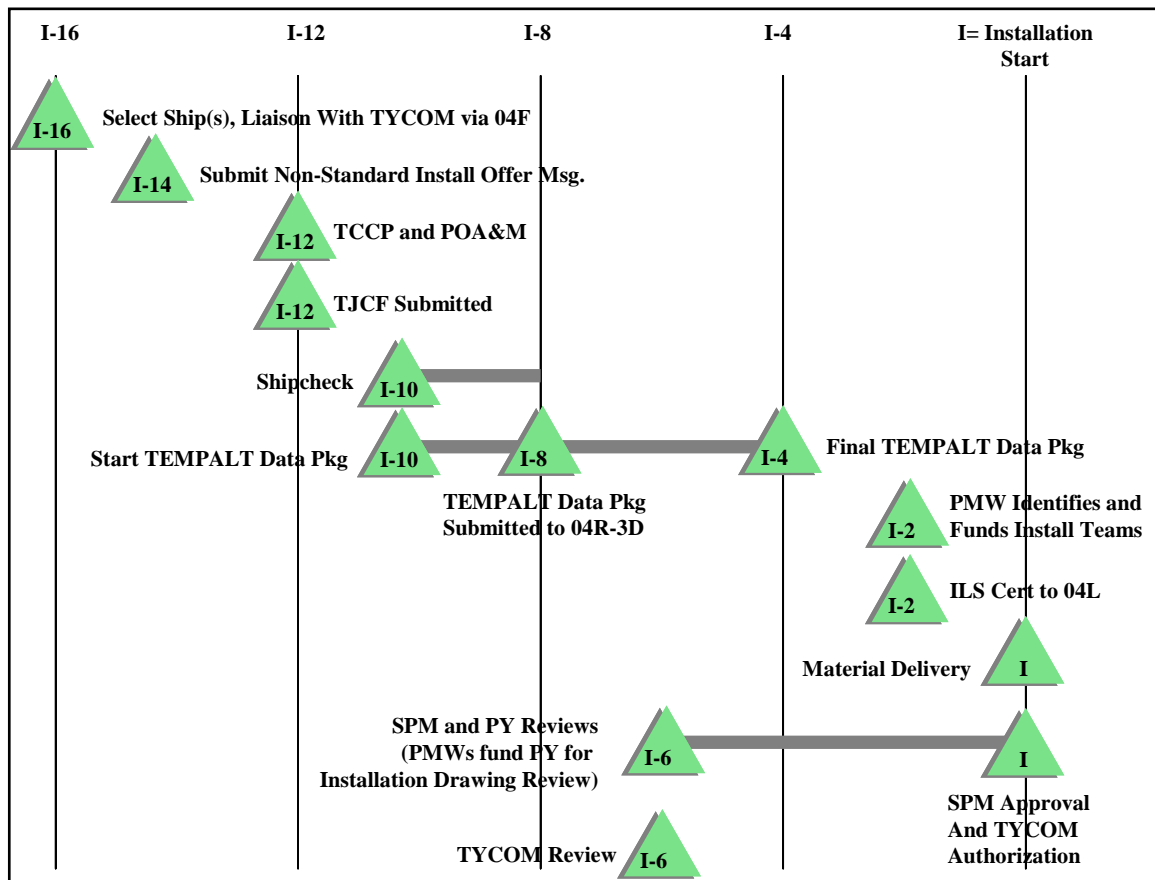 I-16 I-12 I-8 I-4 I= Installation
Start
I-16 Select Ship(s), Liaison With TYCOM via 04F
I-14 Submit Non-Standard Install Offer Msg.
I-12 TCCP and POA&M
I-12 TJCF Submitted
Shipcheck I-10
Start TEMPALT Data Pkg I-10 I-8 I-4 Final TEMPALT Data Pkg
TEMPALT Data Pkg
Submitted to 04R-3D
PMW Identifies and
I-2 Funds Install Teams
I-2 ILS Cert to 04L
Material Delivery I
SPM and PY Reviews
(PMWs fund PY for
Installation Drawing Review)
I-6 I
SPM Approval
And TYCOM
Authorization
TYCOM Review I-6